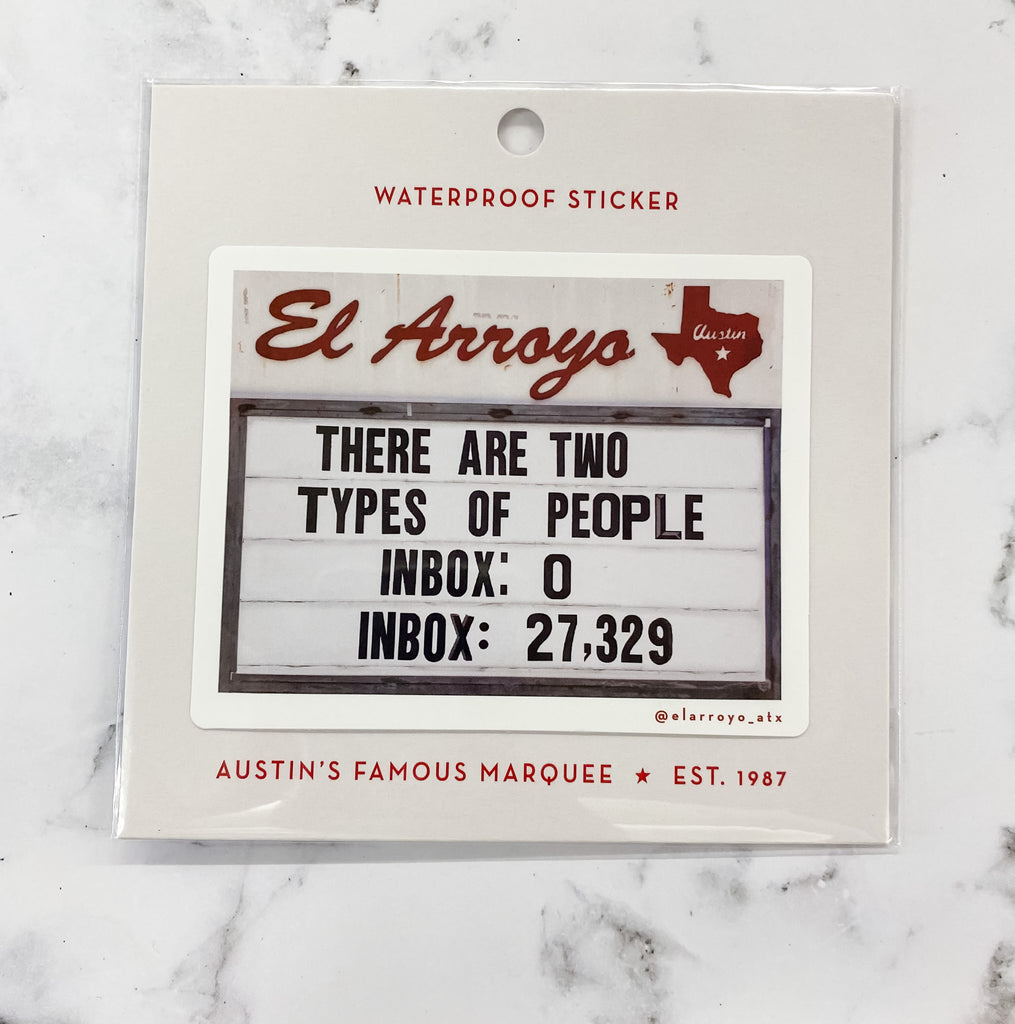 WATERPROOF STICKER
El Arroyo
Austin
THERE ARE TWO
TYPES OF PEOPLE
INBOX: 0
INBOX: 27,329
@elarroyo_atx
AUSTIN'S FAMOUS MARQUEE ★ EST. 1987